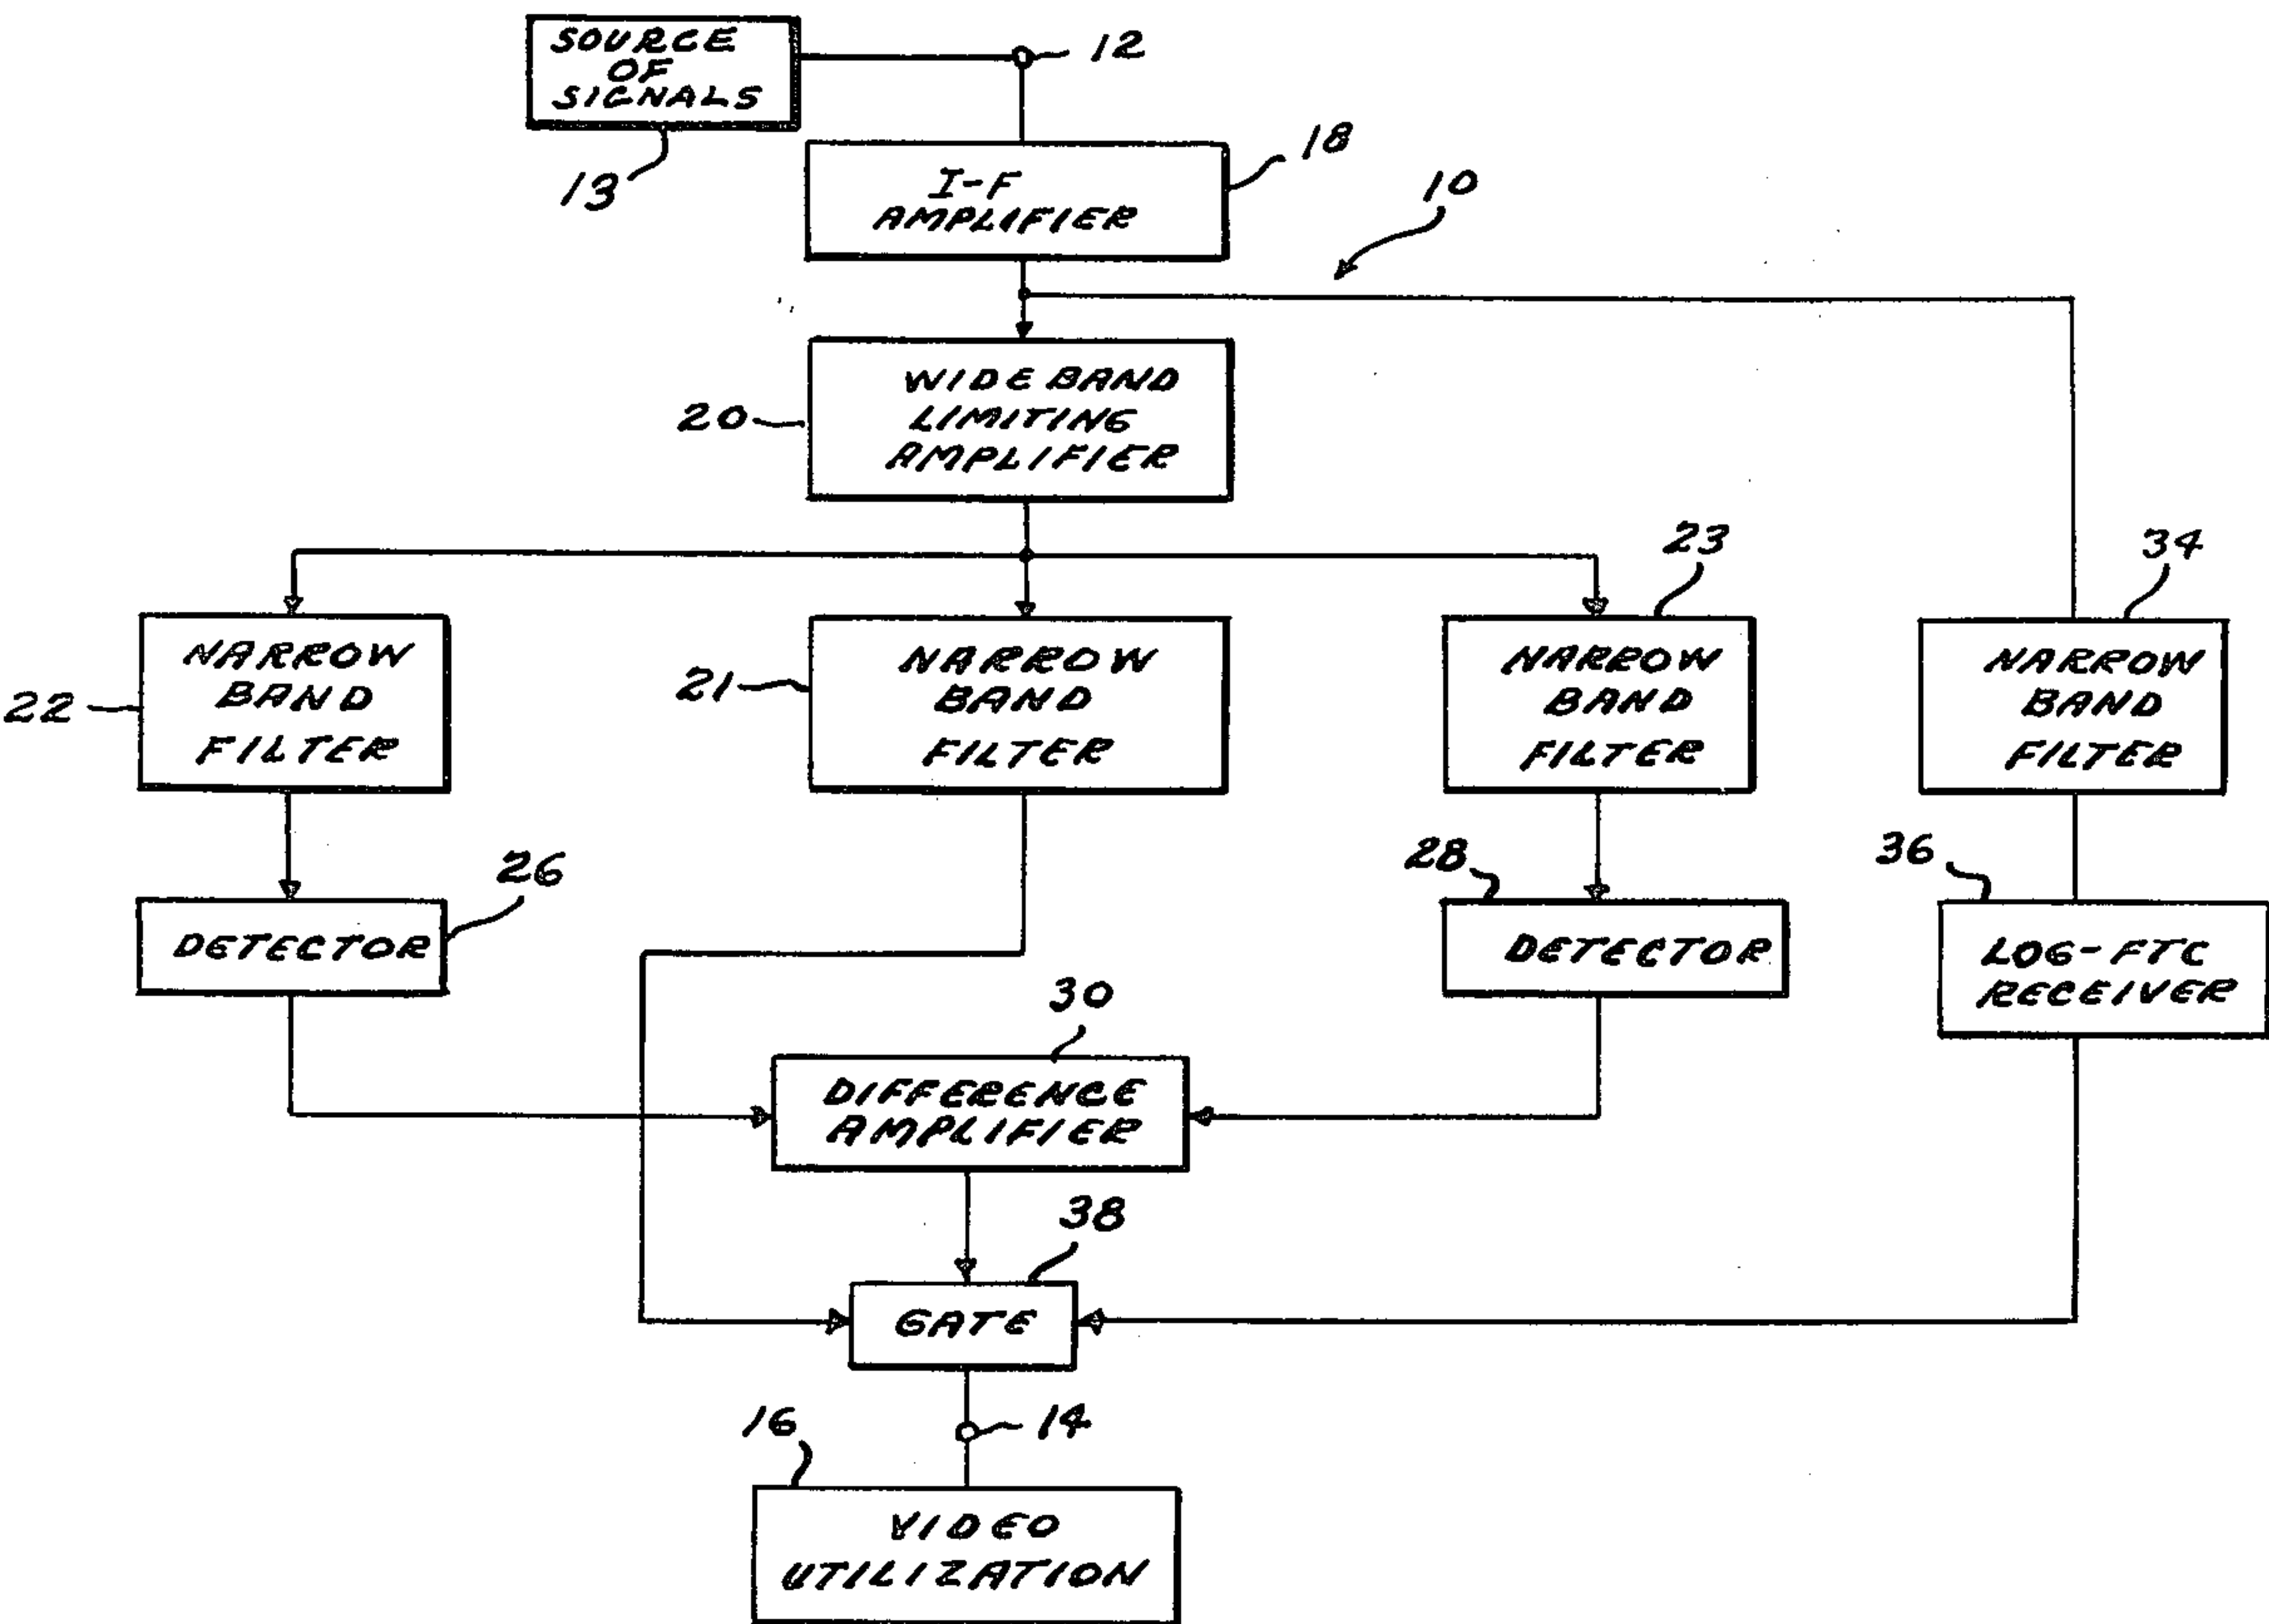 SOURCE
OF
SIGNALS
12
13
I-F
AMPLIFIER
18
10
WIDE BAND
LIMITING
AMPLIFIER
20
23
34
NARROW
BAND
FILTER
22
NARROW
BAND
FILTER
21
NARROW
BAND
FILTER
NARROW
BAND
FILTER
26
28
36
DETECTOR
DETECTOR
LOG-FTC
RECEIVER
30
DIFFERENCE
AMPLIFIER
38
GATE
14
16
VIDEO
UTILIZATION